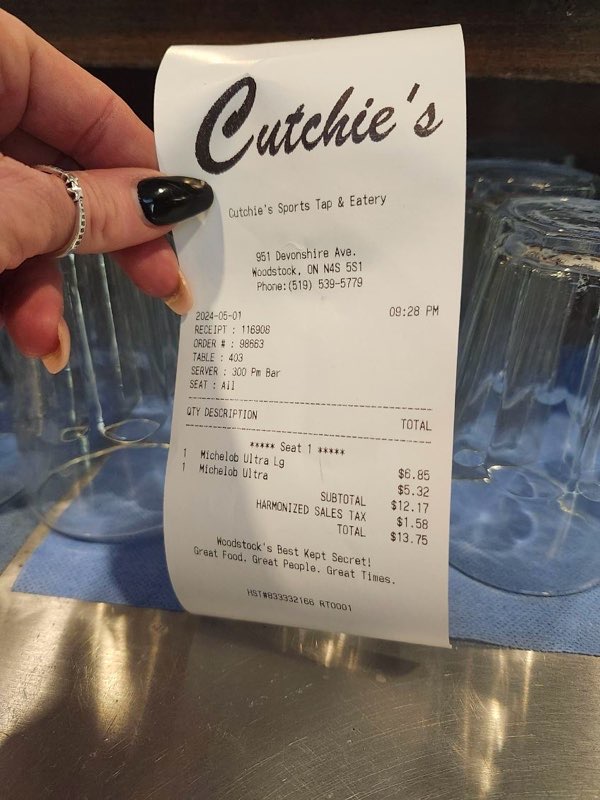 Cutchie's
Cutchie's Sports Tap & Eatery
951 Devonshire Ave.
Woodstock, ON N4S 5S1
Phone:(519) 539-5779
2024-05-01 09:28 PM
RECEIPT : 116908
ORDER # : 98663
TABLE : 403
SERVER : 300 Pm Bar
SEAT : All
QTY DESCRIPTION TOTAL
***** Seat 1 *****
1 Michelob Ultra Lg $6.85
1 Michelob Ultra $5.32
SUBTOTAL $12.17
HARMONIZED SALES TAX $1.58
TOTAL $13.75
Woodstock's Best Kept Secret!
Great Food. Great People. Great Times.
HST#833332166 RT0001